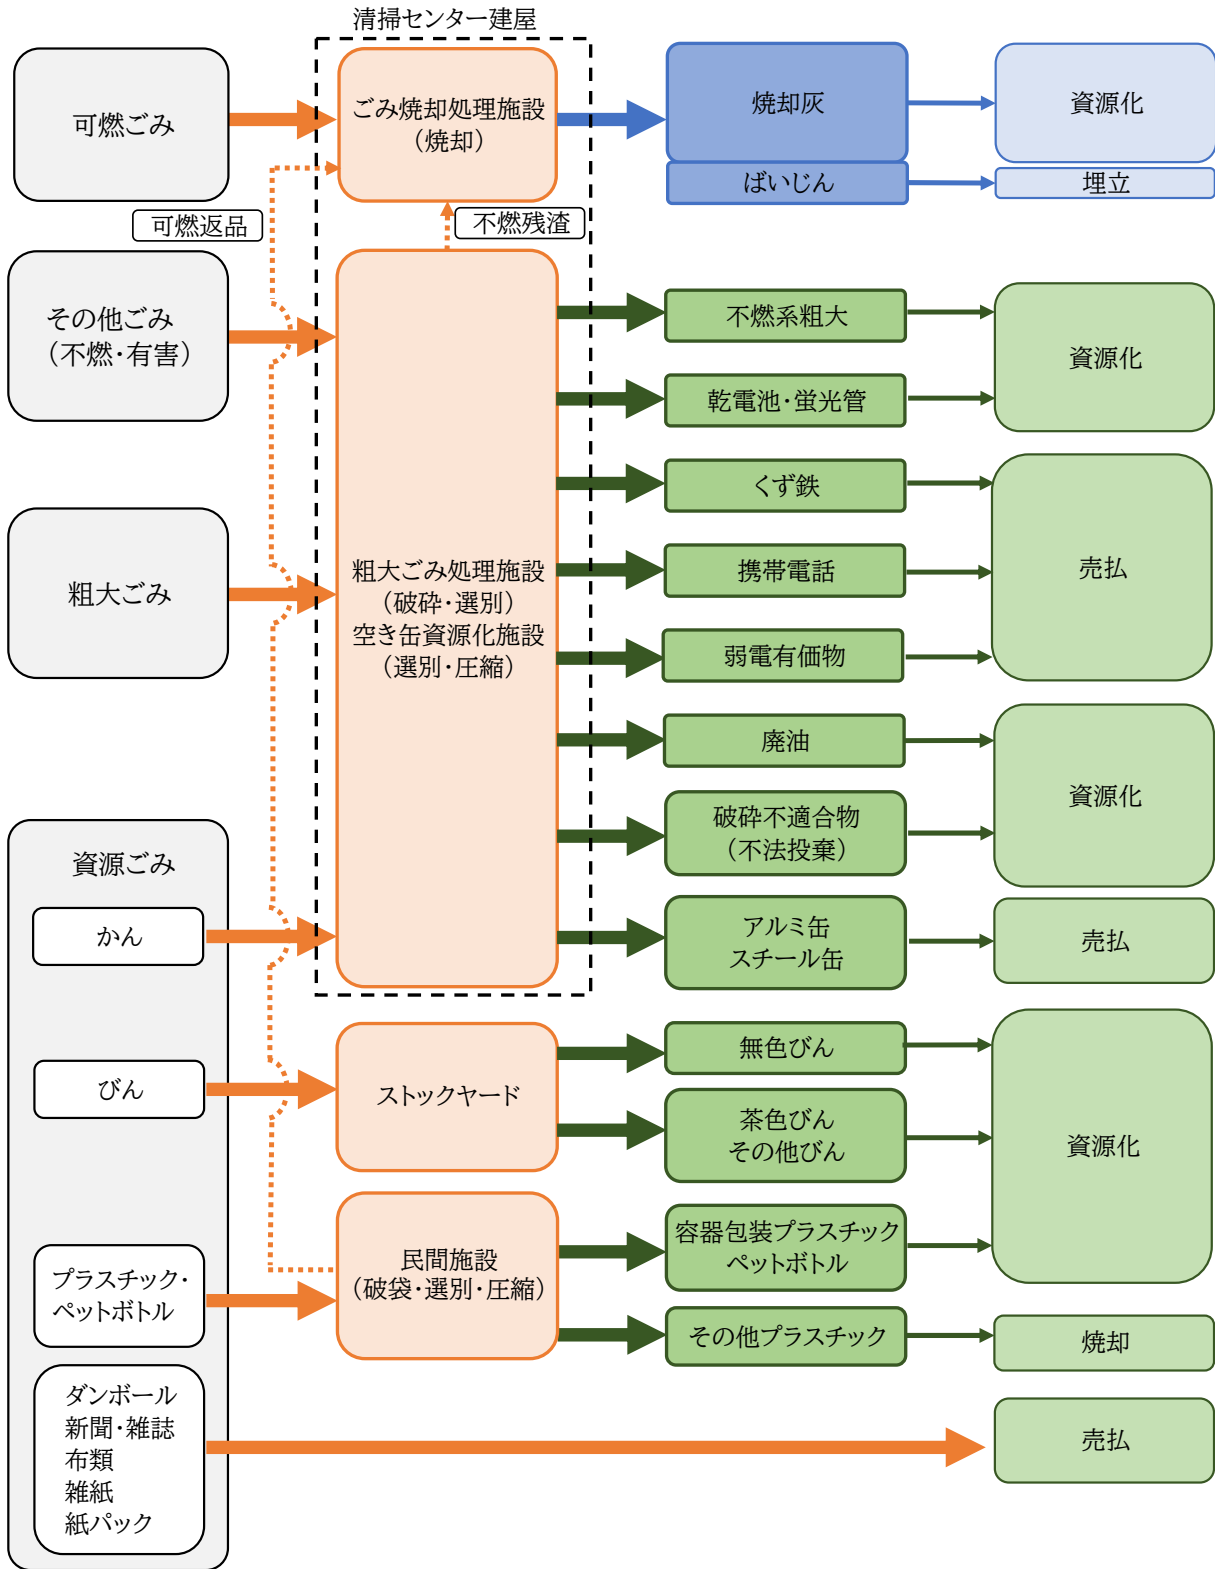 清掃センター建屋
可燃ごみ
ごみ焼却処理施設
（焼却）
焼却灰
資源化
ばいじん
埋立
可燃返品
不燃残渣
その他ごみ
（不燃・有害）
不燃系粗大
資源化
乾電池・蛍光管
くず鉄
粗大ごみ
粗大ごみ処理施設
（破砕・選別）
空き缶資源化施設
（選別・圧縮）
携帯電話
売払
弱電有価物
廃油
資源化
破砕不適合物
（不法投棄）
資源ごみ
かん
アルミ缶
スチール缶
売払
びん
ストックヤード
無色びん
茶色びん
その他びん
資源化
プラスチック・
ペットボトル
民間施設
（破袋・選別・圧縮）
容器包装プラスチック
ペットボトル
その他プラスチック
焼却
ダンボール
新聞・雑誌
布類
雑紙
紙パック
売払